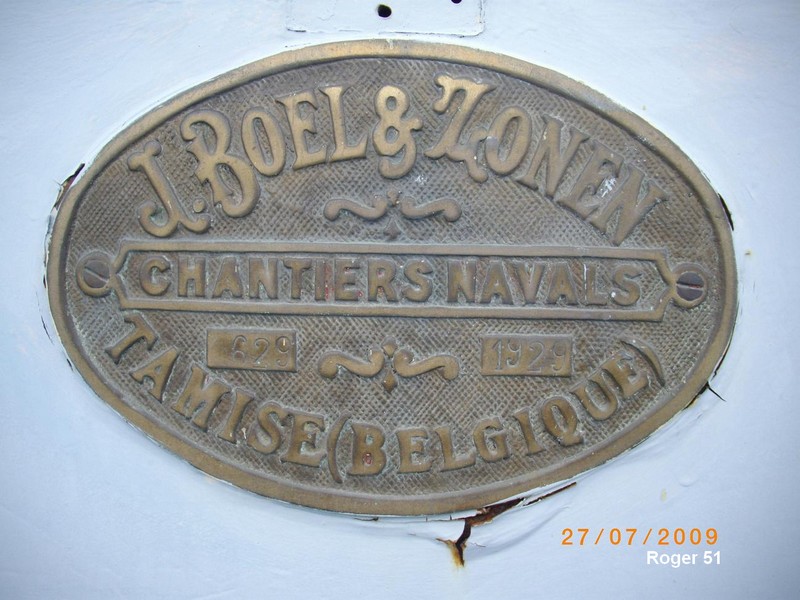 J. BOEL & ZONEN
CHANTIERS NAVALS
629 1929
TAMISE (BELGIQUE)
27/07/2009
Roger 51